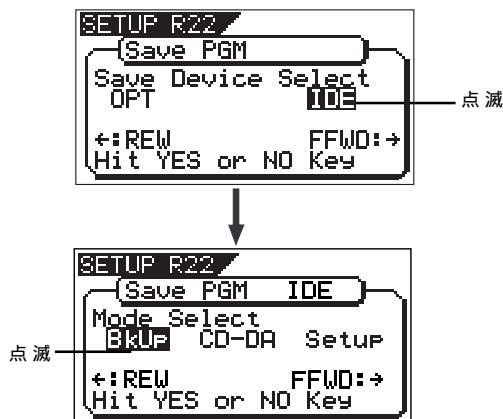 SETUP R22
Save PGM
Save Device Select
OPT IDE
点滅
←:REW FFWD:→
Hit YES or NO Key
SETUP R22
Save PGM IDE
Mode Select
点滅
BkUp CD-DA Setup
←:REW FFWD:→
Hit YES or NO Key